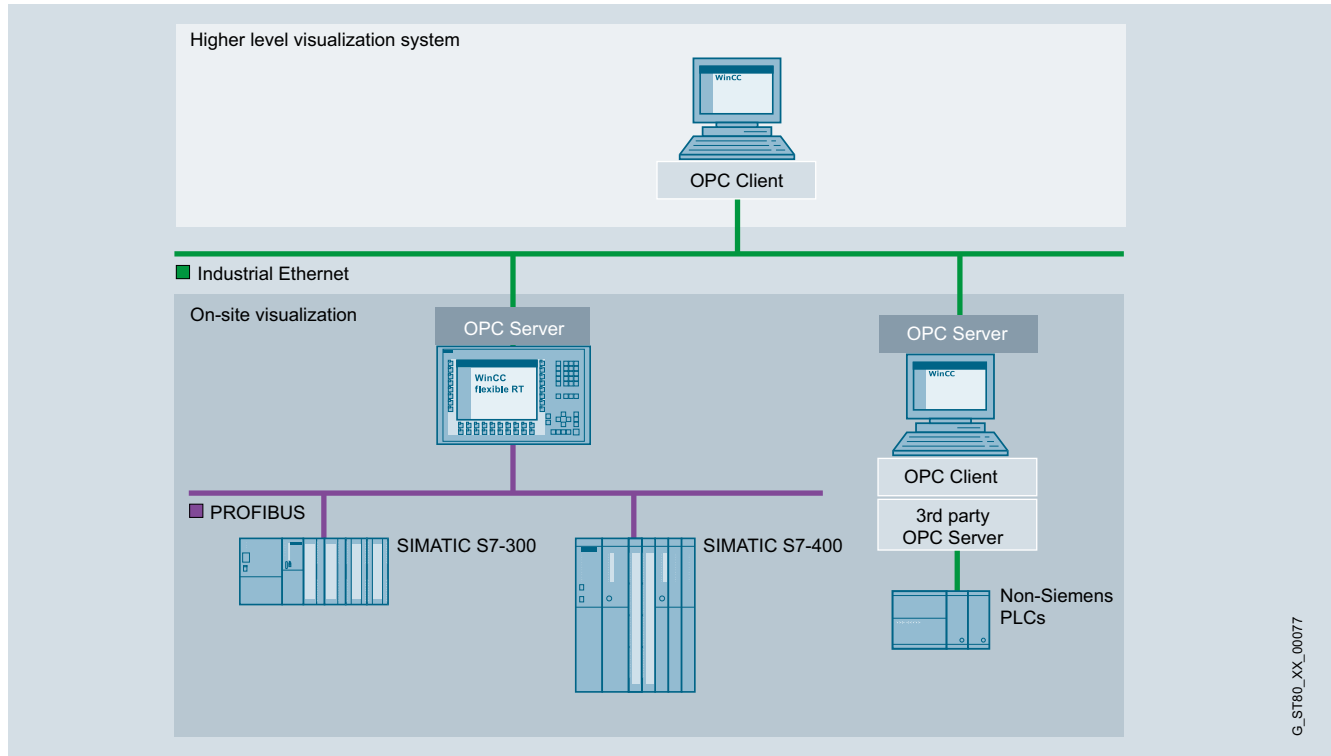 Higher level visualization system
WinCC
OPC Client
Industrial Ethernet
On-site visualization
OPC Server
OPC Server
WinCC
flexible RT
WinCC
OPC Client
PROFIBUS
3rd party
OPC Server
SIMATIC S7-300
SIMATIC S7-400
Non-Siemens
PLCs
G_ST80_XX_00077